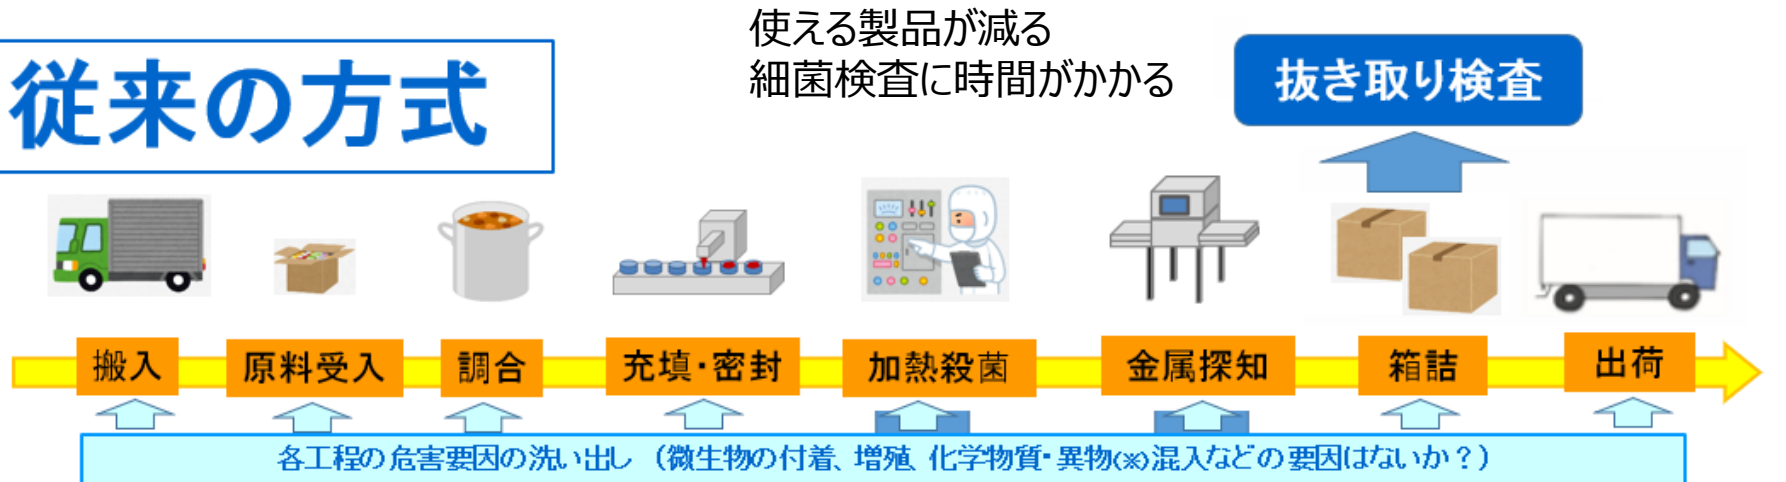 使える製品が減る
細菌検査に時間がかかる
従来の方式
抜き取り検査
搬入
原料受入
調合
充填・密封
加熱殺菌
金属探知
箱詰
出荷
各工程の危害要因の洗い出し （微生物の付着、増殖、化学物質・異物(※)混入などの要因はないか？）